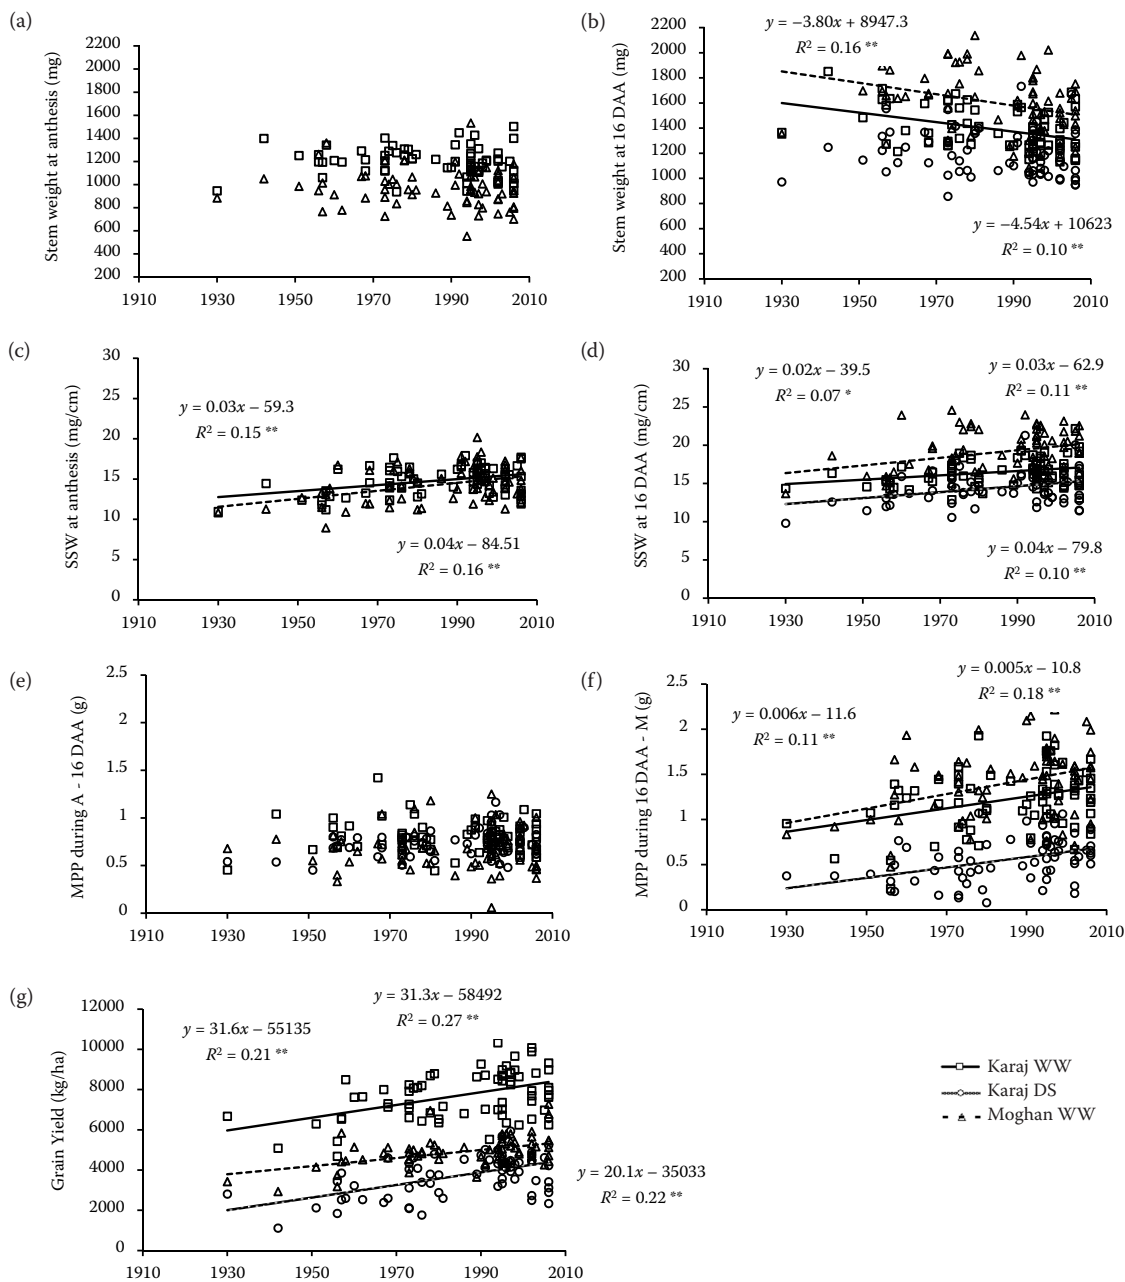 (a)
Stem weight at anthesis (mg)
2200
2000
1800
1600
1400
1200
1000
800
600
400
200
1910 1930 1950 1970 1990 2010
(b)
Stem weight at 16 DAA (mg)
y = −3.80x + 8947.3
R² = 0.16 **
2200
2000
1800
1600
1400
1200
1000
800
600
400
200
y = −4.54x + 10623
R² = 0.10 **
1910 1930 1950 1970 1990 2010
(c)
SSW at anthesis (mg/cm)
30
25
20
15
10
5
0
y = 0.03x − 59.3
R² = 0.15 **
y = 0.04x − 84.51
R² = 0.16 **
1910 1930 1950 1970 1990 2010
(d)
SSW at 16 DAA (mg/cm)
30
25
20
15
10
5
0
y = 0.02x − 39.5
R² = 0.07 *
y = 0.03x − 62.9
R² = 0.11 **
y = 0.04x − 79.8
R² = 0.10 **
1910 1930 1950 1970 1990 2010
(e)
MPP during A - 16 DAA (g)
2.5
2
1.5
1
0.5
0
1910 1930 1950 1970 1990 2010
(f)
MPP during 16 DAA - M (g)
y = 0.005x − 10.8
R² = 0.18 **
y = 0.006x − 11.6
R² = 0.11 **
2.5
2
1.5
1
0.5
0
1910 1930 1950 1970 1990 2010
(g)
Grain Yield (kg/ha)
12000
10000
8000
6000
4000
2000
0
y = 31.3x − 58492
R² = 0.27 **
y = 31.6x − 55135
R² = 0.21 **
y = 20.1x − 35033
R² = 0.22 **
1910 1930 1950 1970 1990 2010
Karaj WW
Karaj DS
Moghan WW